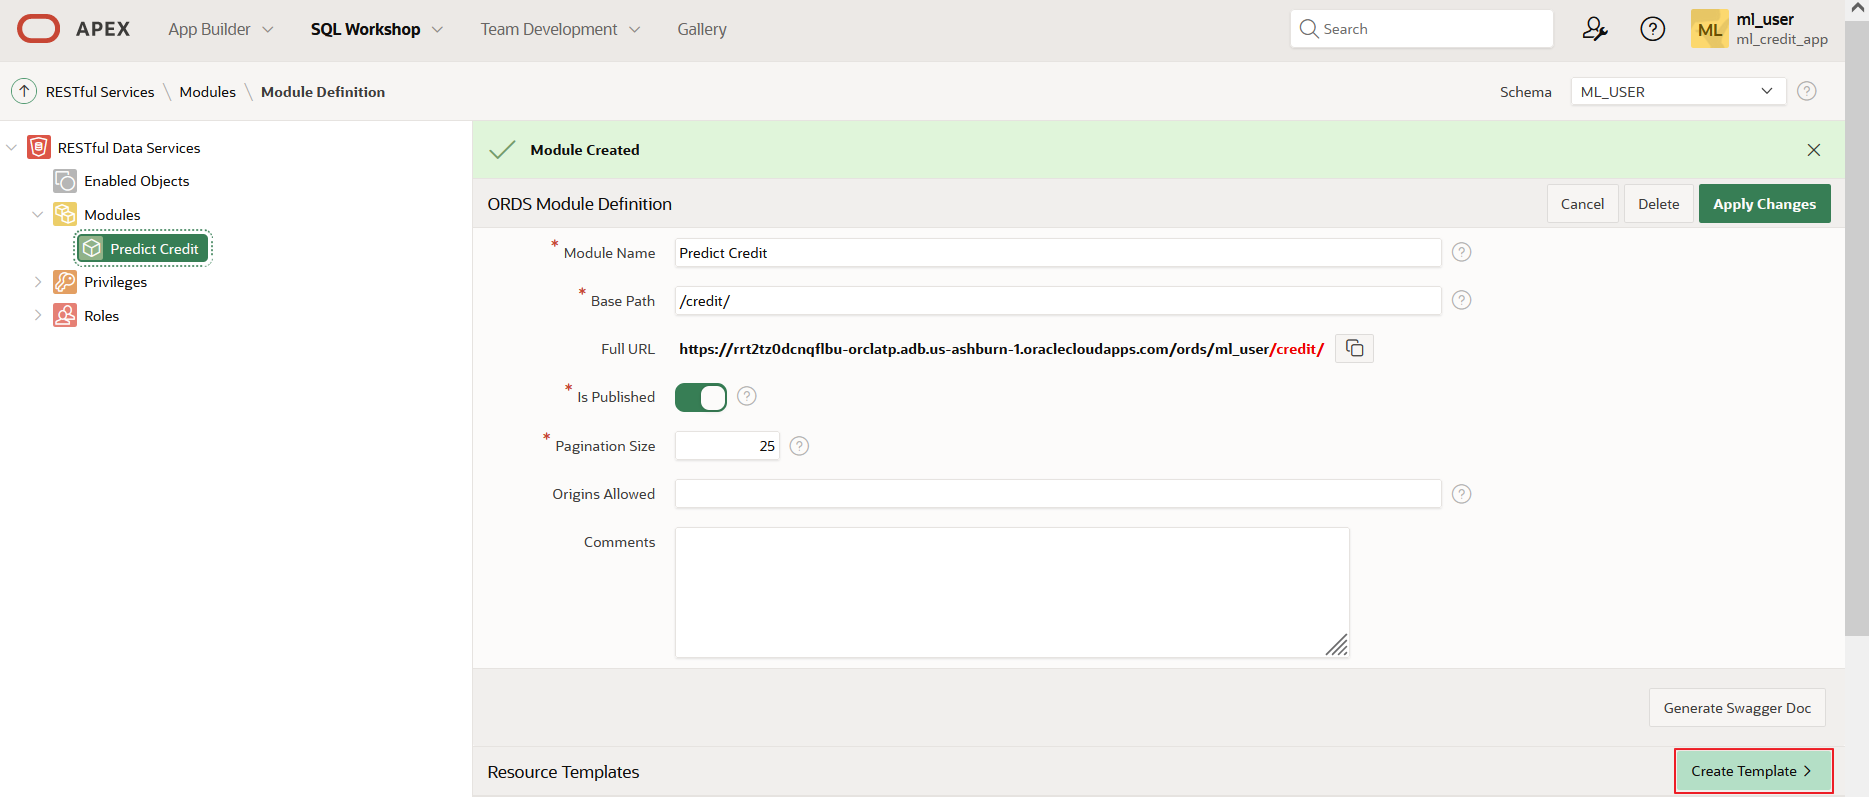 APEX App Builder SQL Workshop Team Development Gallery Search ML ml_user
ml_credit_app
RESTful Services \ Modules \ Module Definition Schema ML_USER
RESTful Data Services
Enabled Objects
Modules
Predict Credit
Privileges
Roles
Module Created
ORDS Module Definition Cancel Delete Apply Changes
* Module Name Predict Credit
* Base Path /credit/
Full URL https://rrt2tz0dcnqflbu-orclatp.adb.us-ashburn-1.oraclecloudapps.com/ords/ml_user/credit/
* Is Published
* Pagination Size 25
Origins Allowed
Comments
Generate Swagger Doc
Resource Templates Create Template >